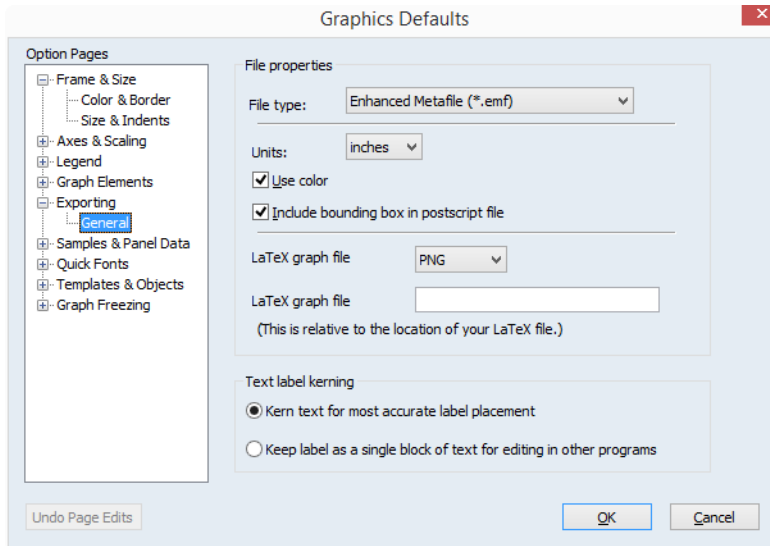 Graphics Defaults
Option Pages
Frame & Size
Color & Border
Size & Indents
Axes & Scaling
Legend
Graph Elements
Exporting
General
Samples & Panel Data
Quick Fonts
Templates & Objects
Graph Freezing
File properties
File type: Enhanced Metafile (*.emf)
Units: inches
Use color
Include bounding box in postscript file
LaTeX graph file PNG
LaTeX graph file
(This is relative to the location of your LaTeX file.)
Text label kerning
Kern text for most accurate label placement
Keep label as a single block of text for editing in other programs
Undo Page Edits
OK Cancel